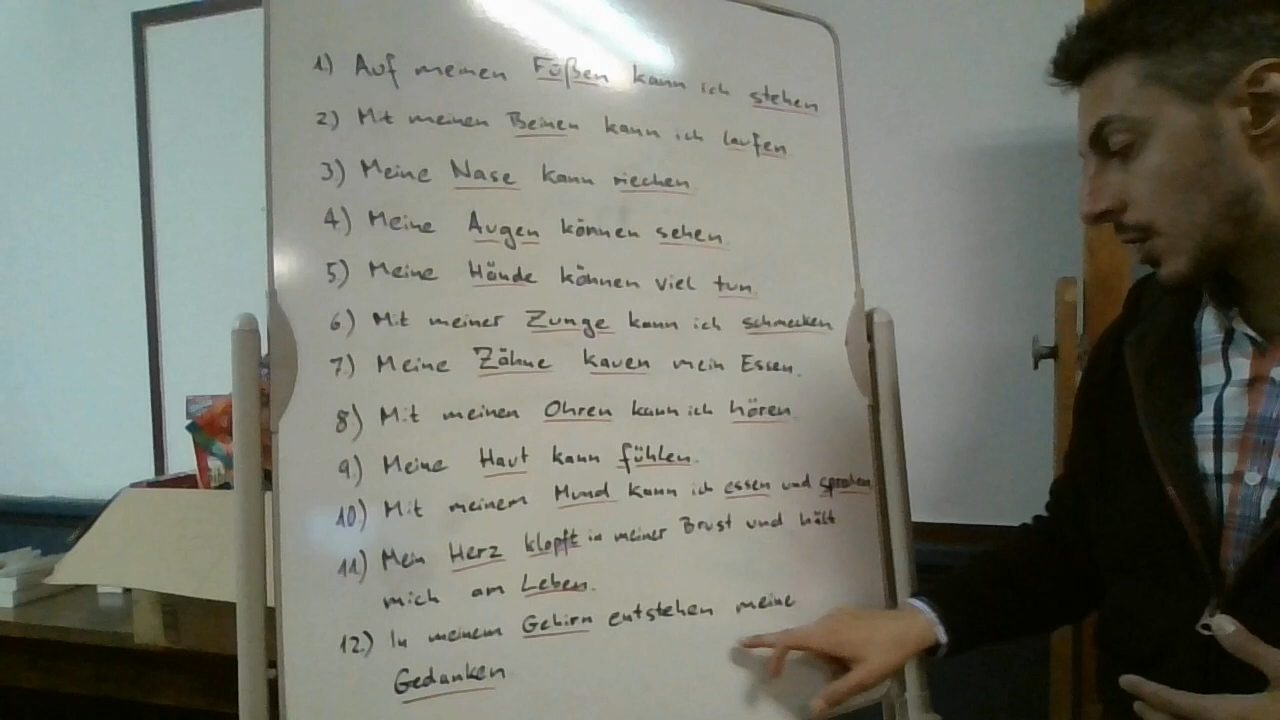 1) Auf meinen Füßen kann ich stehen
2) Mit meinen Beinen kann ich laufen
3) Meine Nase kann riechen
4) Meine Augen können sehen.
5) Meine Hände können viel tun.
6) Mit meiner Zunge kann ich schmecken
7) Meine Zähne kauen mein Essen.
8) Mit meinen Ohren kann ich hören
9) Meine Haut kann fühlen.
10) Mit meinem Mund kann ich essen und sprechen
11) Mein Herz klopft in meiner Brust und hält
mich am Leben.
12.) In meinem Gehirn entstehen meine
Gedanken